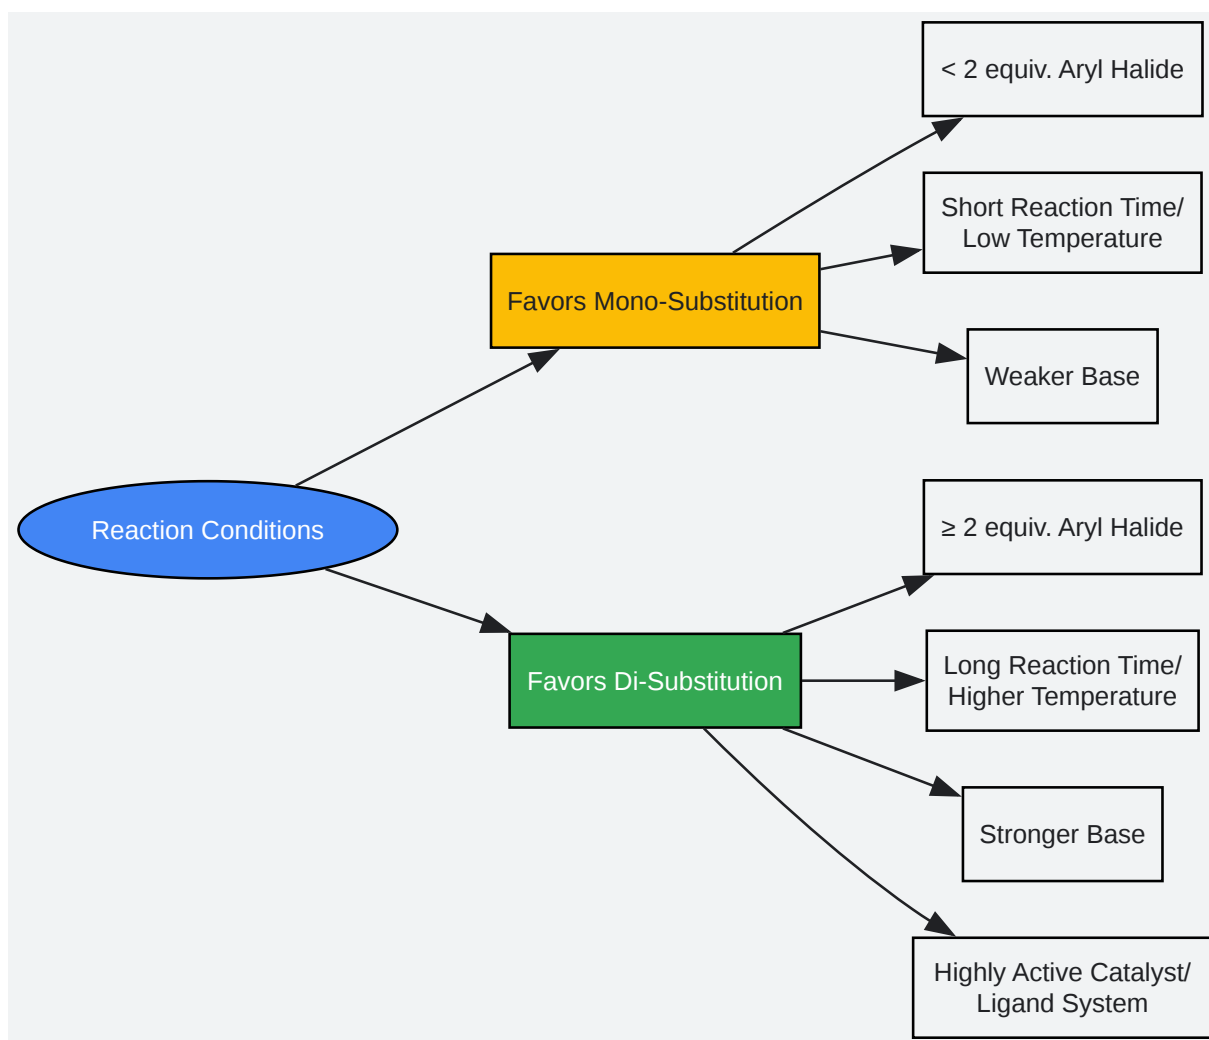 < 2 equiv. Aryl Halide
Short Reaction Time/
Low Temperature
Favors Mono-Substitution
Weaker Base
Reaction Conditions
≥ 2 equiv. Aryl Halide
Favors Di-Substitution
Long Reaction Time/
Higher Temperature
Stronger Base
Highly Active Catalyst/
Ligand System